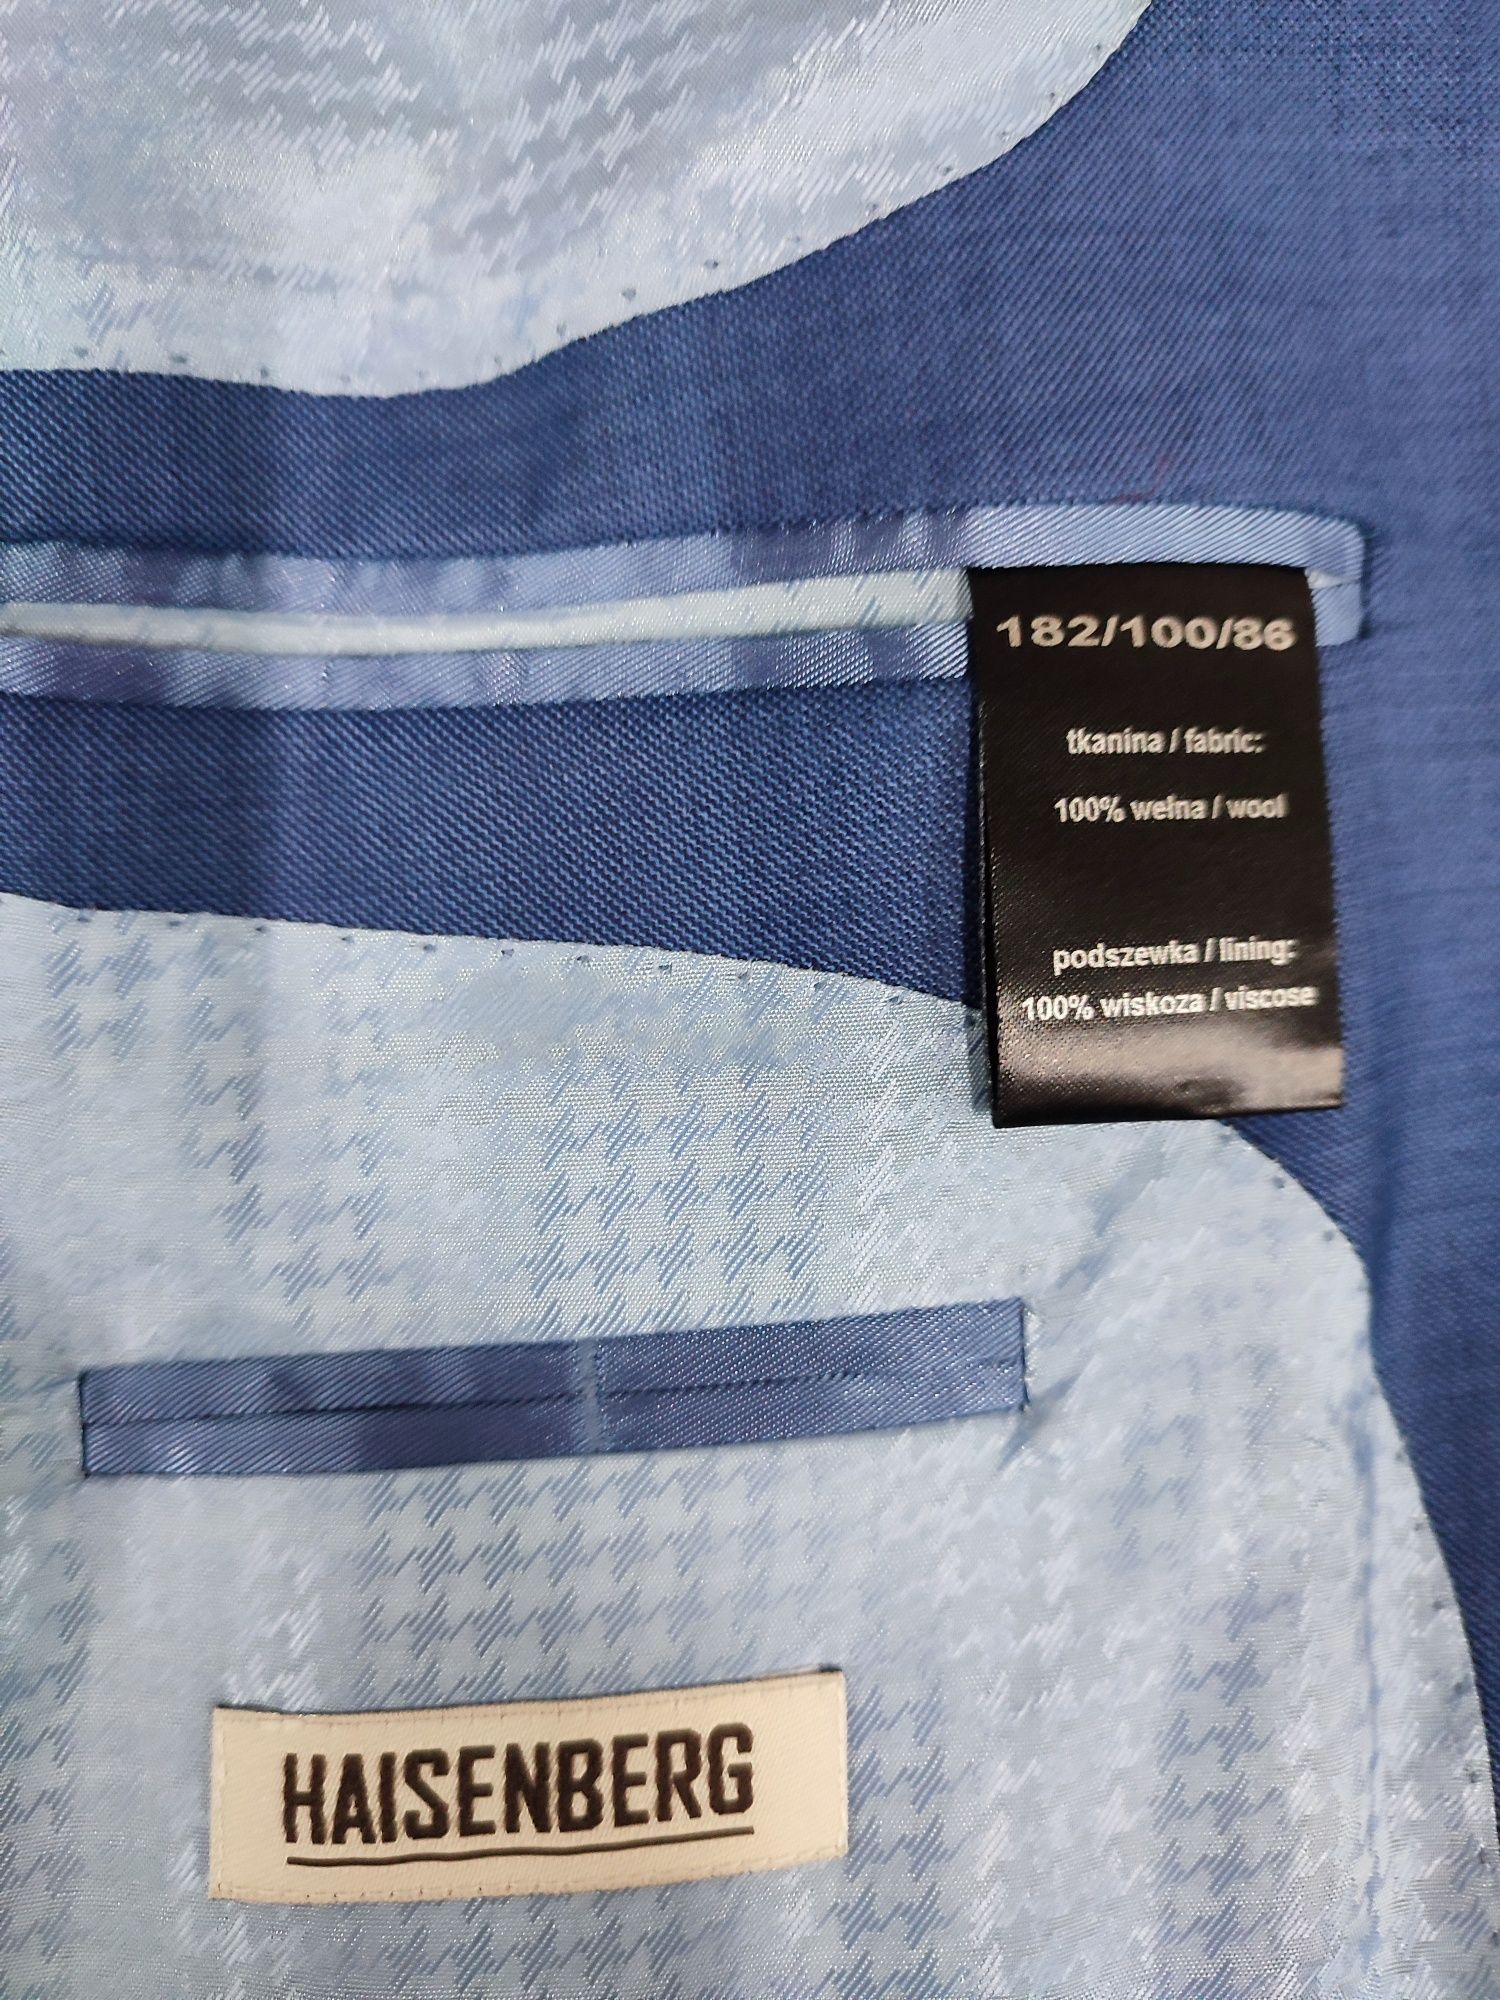 182/100/86
tkanina / fabric:
100% wełna / wool
podszewka / lining:
100% wiskoza / viscose
HAISENBERG